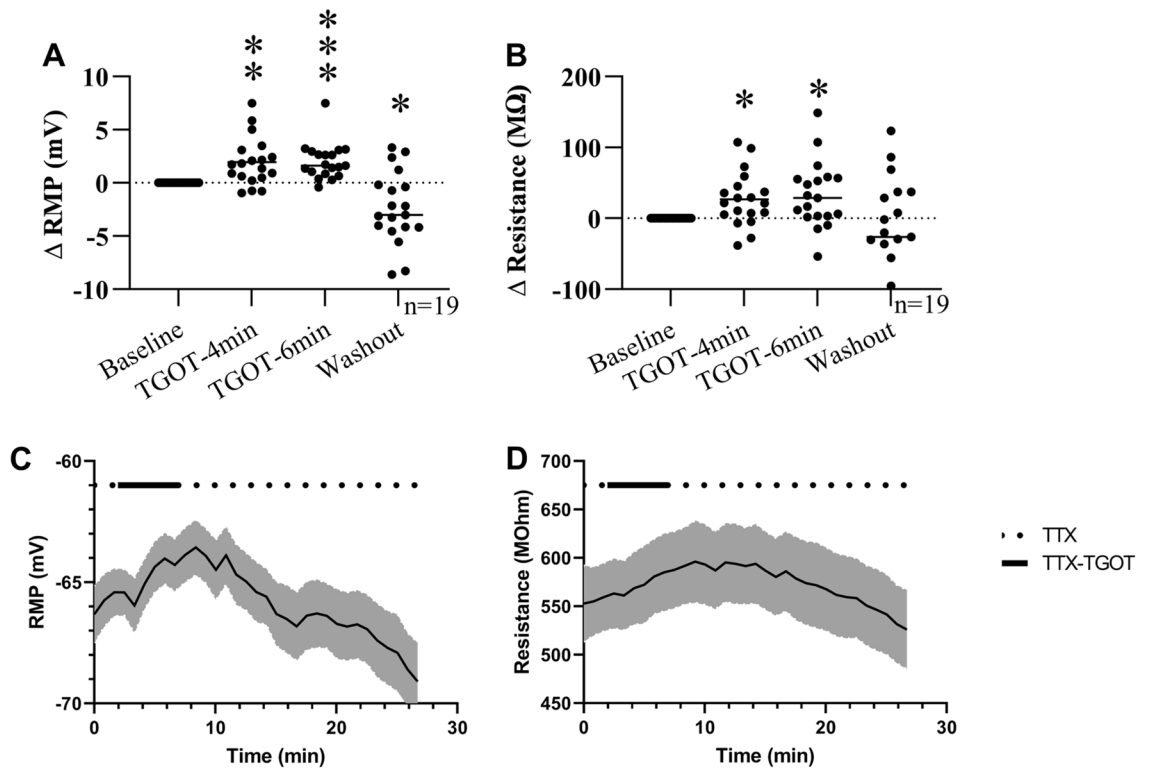 A
Δ RMP (mV)
10
5
0
-5
-10
**
***
*
Baseline
TGOT-4min
TGOT-6min
Washout
n=19
B
Δ Resistance (MΩ)
200
100
0
-100
*
*
Baseline
TGOT-4min
TGOT-6min
Washout
n=19
C
RMP (mV)
-60
-65
-70
0
10
20
30
Time (min)
D
Resistance (MOhm)
700
650
600
550
500
450
0
10
20
30
Time (min)
TTX
TTX-TGOT